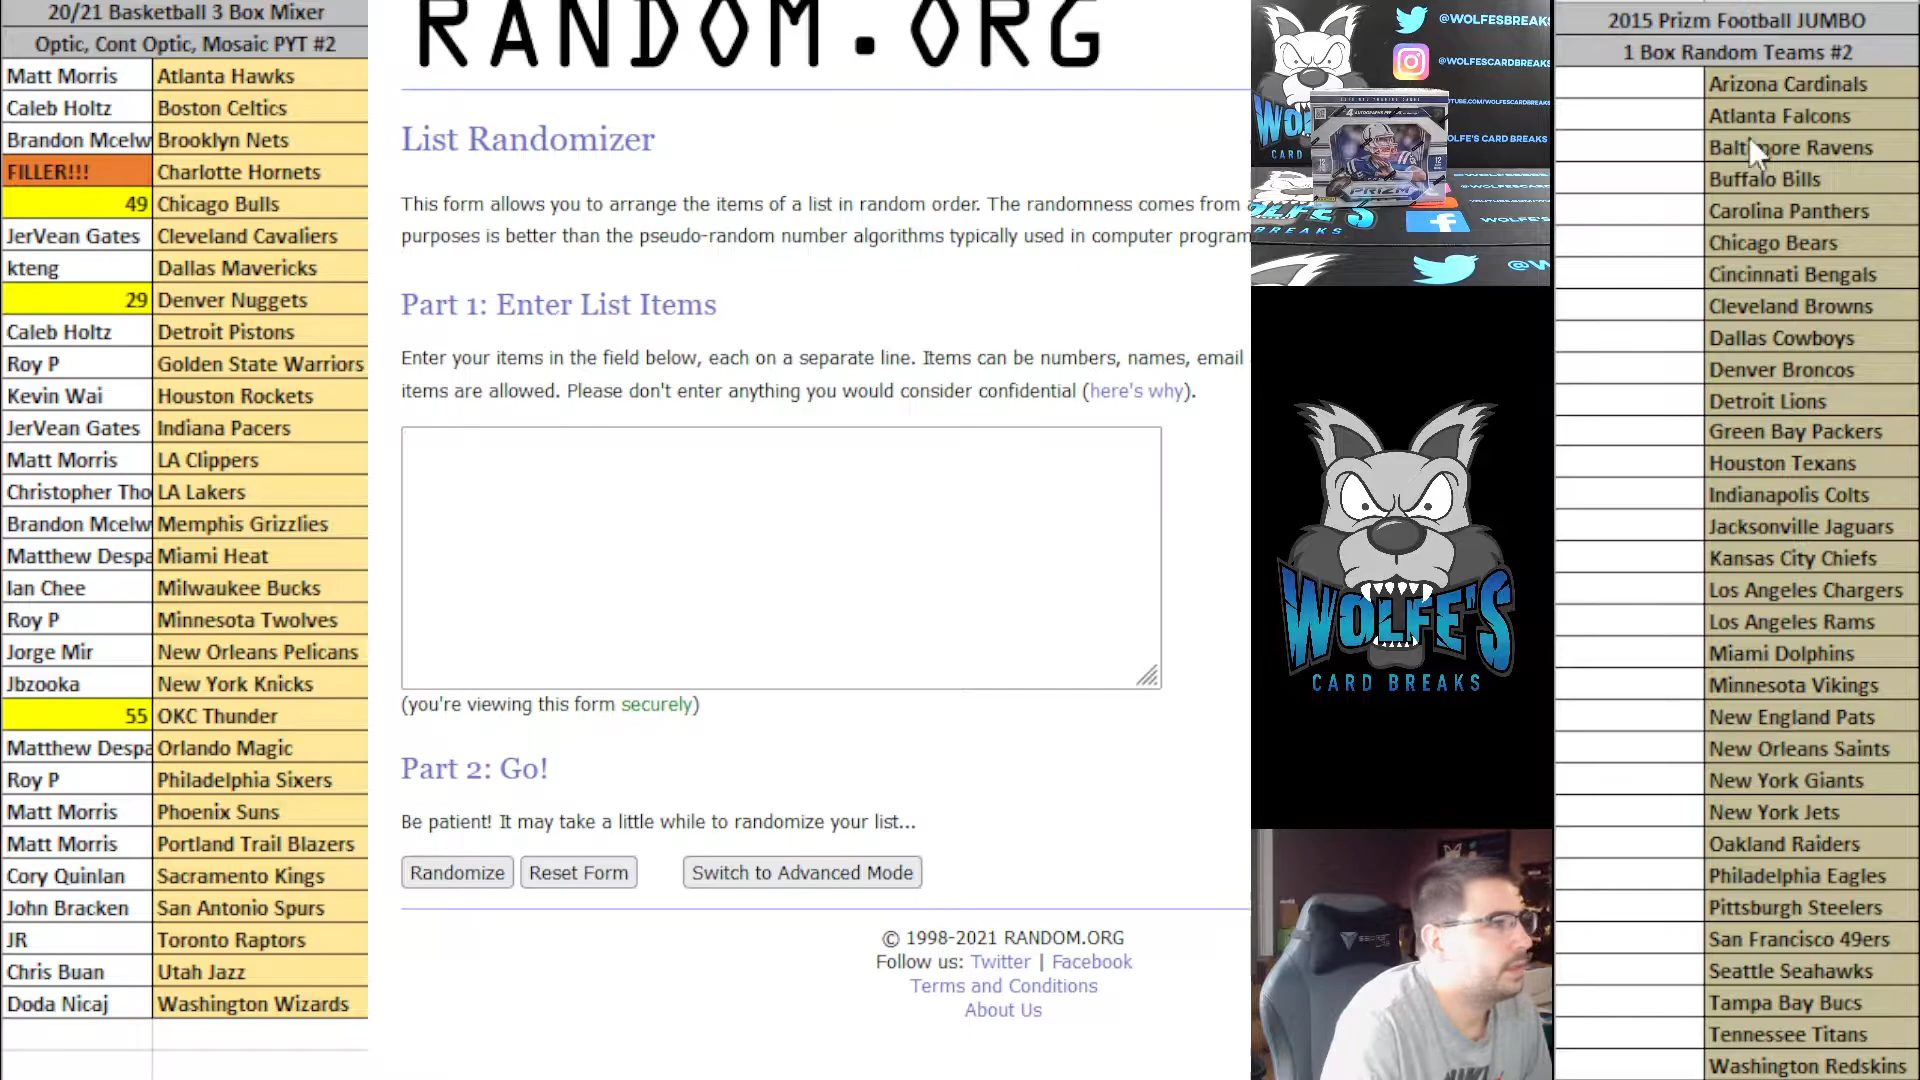 20/21 Basketball 3 Box Mixer
Optic, Cont Optic, Mosaic PYT #2
Matt Morris Atlanta Hawks
Caleb Holtz Boston Celtics
Brandon Mcelw Brooklyn Nets
FILLER!!! Charlotte Hornets
49 Chicago Bulls
JerVean Gates Cleveland Cavaliers
kteng Dallas Mavericks
29 Denver Nuggets
Caleb Holtz Detroit Pistons
Roy P Golden State Warriors
Kevin Wai Houston Rockets
JerVean Gates Indiana Pacers
Matt Morris LA Clippers
Christopher Tho LA Lakers
Brandon Mcelw Memphis Grizzlies
Matthew Despa Miami Heat
Ian Chee Milwaukee Bucks
Roy P Minnesota Twolves
Jorge Mir New Orleans Pelicans
Jbzooka New York Knicks
55 OKC Thunder
Matthew Despa Orlando Magic
Roy P Philadelphia Sixers
Matt Morris Phoenix Suns
Matt Morris Portland Trail Blazers
Cory Quinlan Sacramento Kings
John Bracken San Antonio Spurs
JR Toronto Raptors
Chris Buan Utah Jazz
Doda Nicaj Washington Wizards
RANDOM.ORG
List Randomizer
This form allows you to arrange the items of a list in random order. The randomness comes from
purposes is better than the pseudo-random number algorithms typically used in computer program
Part 1: Enter List Items
Enter your items in the field below, each on a separate line. Items can be numbers, names, email
items are allowed. Please don't enter anything you would consider confidential (here's why).
(you're viewing this form securely)
Part 2: Go!
Be patient! It may take a little while to randomize your list...
Randomize Reset Form Switch to Advanced Mode
© 1998-2021 RANDOM.ORG
Follow us: Twitter | Facebook
Terms and Conditions
About Us
@WOLFESBREAKS
@WOLFESCARDBREAKS
WOLFE'S CARD BREAKS
PRIZM
WOLFE'S
CARD BREAKS
SECRET
2015 Prizm Football JUMBO
1 Box Random Teams #2
Arizona Cardinals
Atlanta Falcons
Baltimore Ravens
Buffalo Bills
Carolina Panthers
Chicago Bears
Cincinnati Bengals
Cleveland Browns
Dallas Cowboys
Denver Broncos
Detroit Lions
Green Bay Packers
Houston Texans
Indianapolis Colts
Jacksonville Jaguars
Kansas City Chiefs
Los Angeles Chargers
Los Angeles Rams
Miami Dolphins
Minnesota Vikings
New England Pats
New Orleans Saints
New York Giants
New York Jets
Oakland Raiders
Philadelphia Eagles
Pittsburgh Steelers
San Francisco 49ers
Seattle Seahawks
Tampa Bay Bucs
Tennessee Titans
Washington Redskins